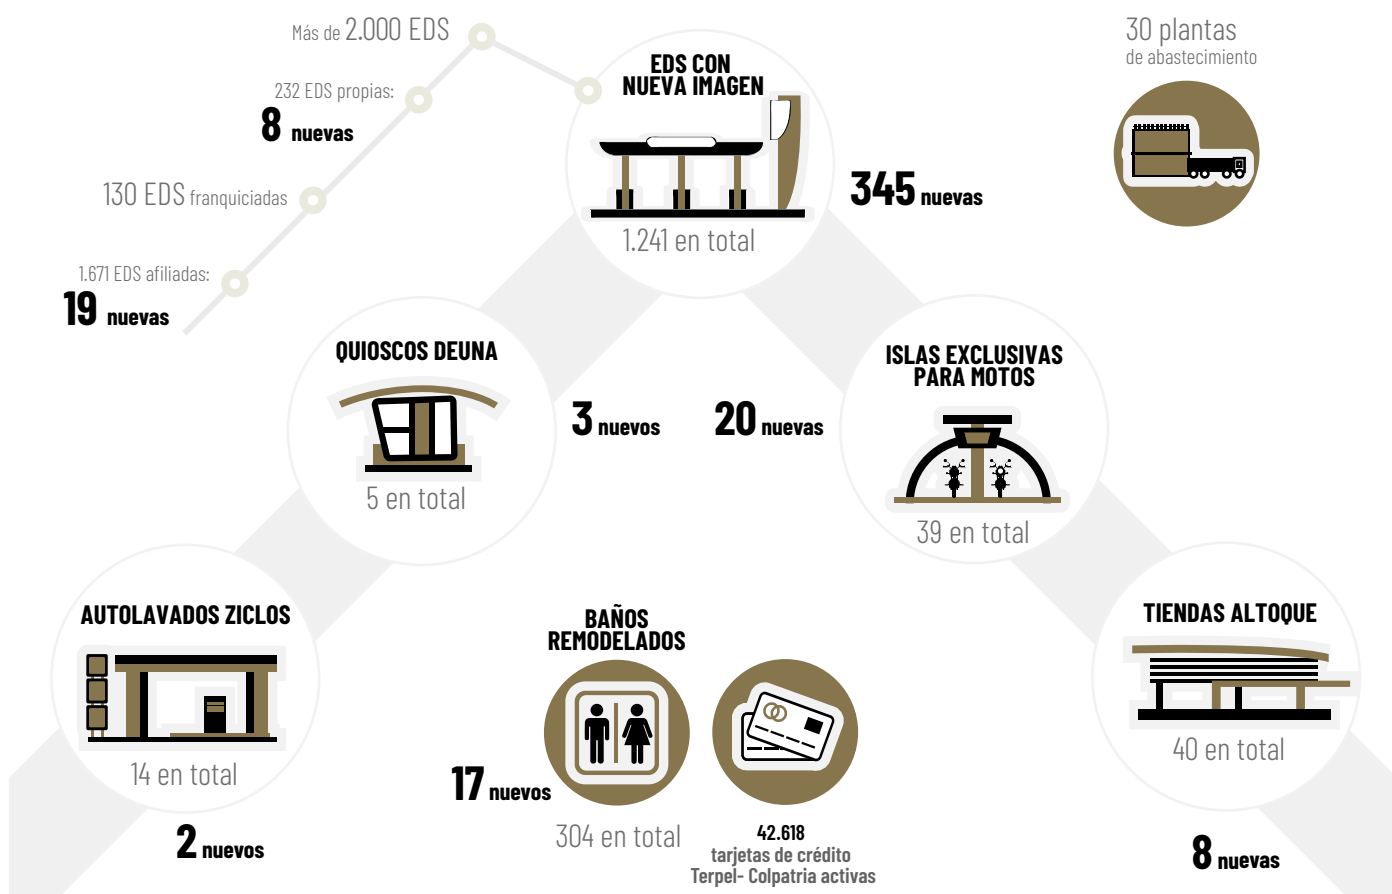 Más de 2.000 EDS
232 EDS propias:
8 nuevas
130 EDS franquiciadas
1.671 EDS afiliadas:
19 nuevas
EDS CON
NUEVA IMAGEN
1.241 en total
345 nuevas
30 plantas
de abastecimiento
QUIOSCOS DEUNA
5 en total
3 nuevos
ISLAS EXCLUSIVAS
PARA MOTOS
39 en total
20 nuevas
AUTOLAVADOS ZICLOS
14 en total
2 nuevos
BAÑOS
REMODELADOS
17 nuevos
304 en total
42.618
tarjetas de crédito
Terpel- Colpatria activas
TIENDAS ALTOQUE
40 en total
8 nuevas